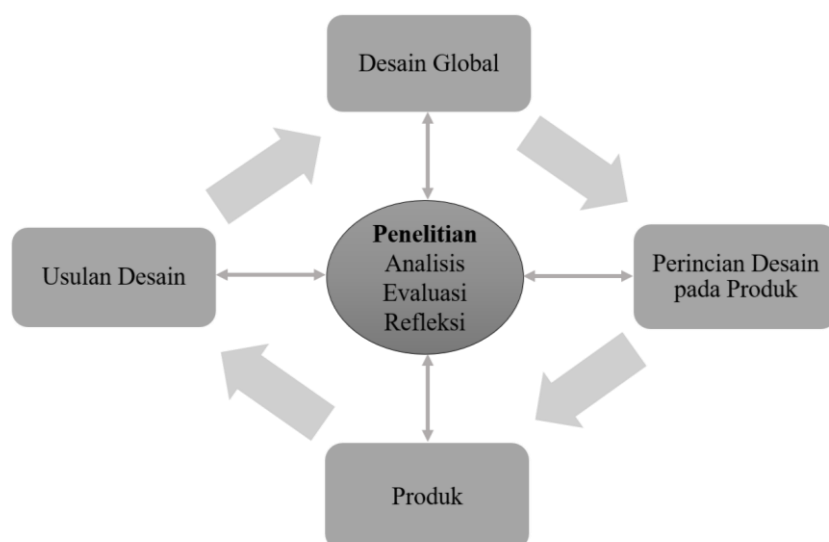 Desain Global
Penelitian
Analisis
Evaluasi
Refleksi
Usulan Desain
Perincian Desain
pada Produk
Produk